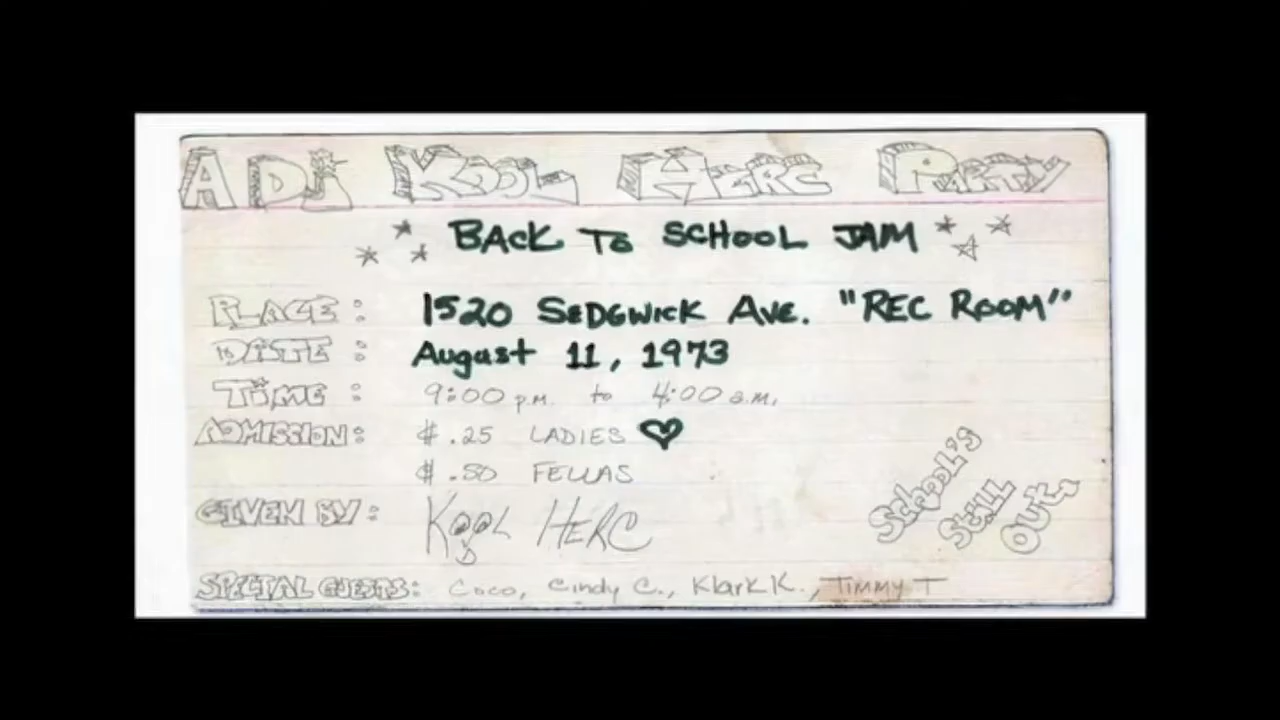 A DJ KOOL HERC PARTY
BACK TO SCHOOL JAM
PLACE: 1520 SEDGWICK AVE. "REC ROOM"
DATE: August 11, 1973
TIME: 9:00 p.m. to 4:00 a.m.
ADMISSION: $.25 LADIES
$.50 FELLAS
GIVEN BY: KOOL HERC
SPECIAL GUESTS: Coco, Cindy C., Klark K., Timmy T
School's
Still
Out.